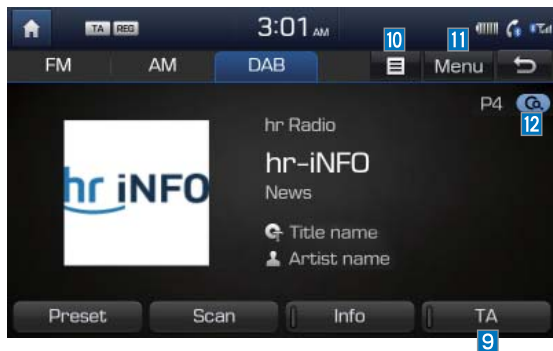 TA REG 3:01 AM
10 11
FM AM DAB Menu
P4
12
hr Radio
hr-iNFO
hr iNFO
News
Title name
Artist name
Preset Scan Info TA
9